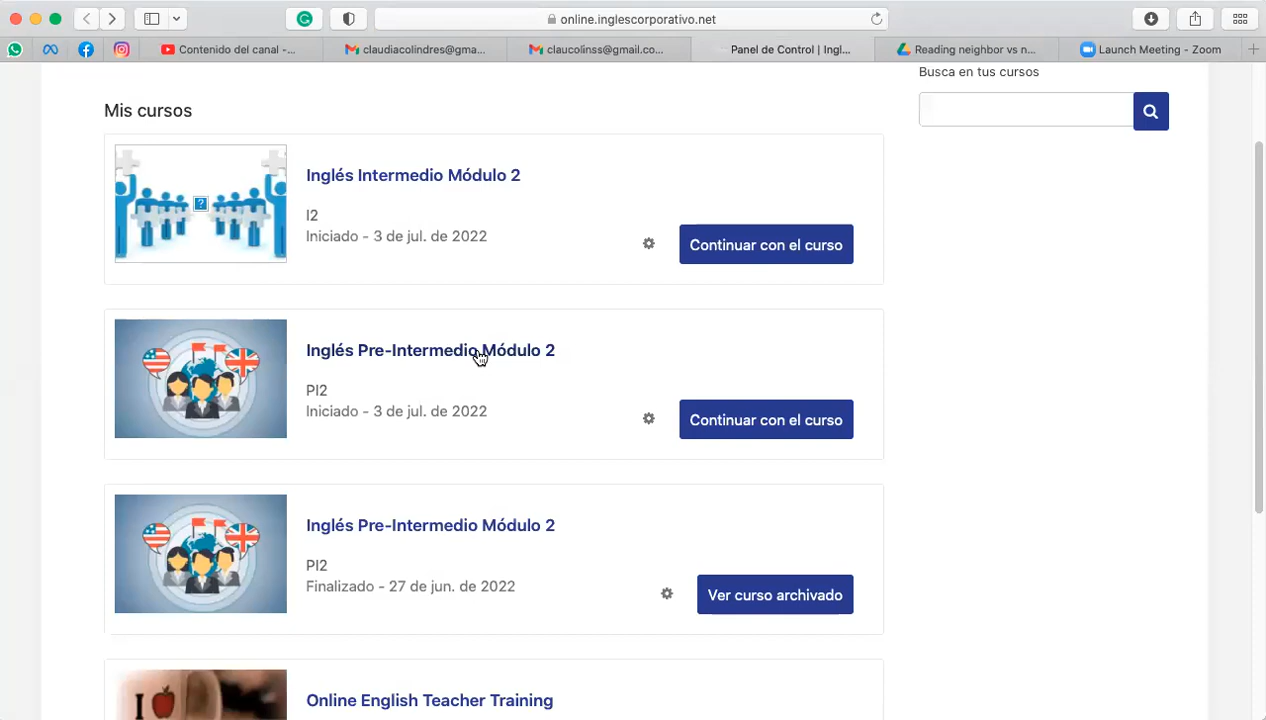 online.inglescorporativo.net
Contenido del canal -...
claudiacolindres@gma...
claucolinss@gmail.co...
Panel de Control | Ingl...
Reading neighbor vs n...
Launch Meeting - Zoom
Busca en tus cursos
Mis cursos
Inglés Intermedio Módulo 2
I2
Iniciado - 3 de jul. de 2022
Continuar con el curso
Inglés Pre-Intermedio Módulo 2
PI2
Iniciado - 3 de jul. de 2022
Continuar con el curso
Inglés Pre-Intermedio Módulo 2
PI2
Finalizado - 27 de jun. de 2022
Ver curso archivado
I
Online English Teacher Training